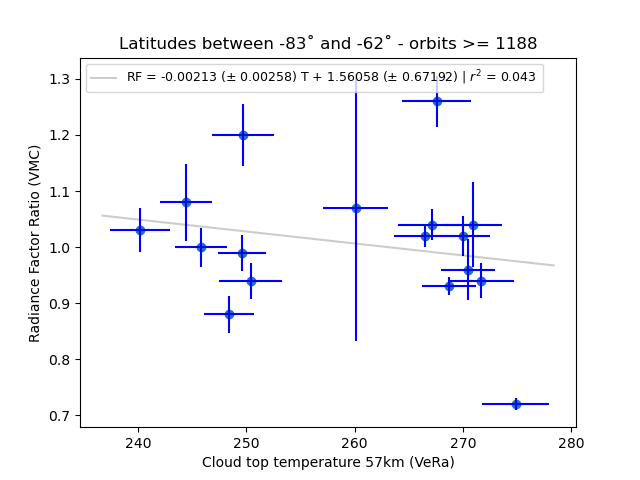 Latitudes between -83˚ and -62˚ - orbits >= 1188
RF = -0.00213 (± 0.00258) T + 1.56058 (± 0.67192) | r² = 0.043
Radiance Factor Ratio (VMC)
1.3
1.2
1.1
1.0
0.9
0.8
0.7
240 250 260 270 280
Cloud top temperature 57km (VeRa)